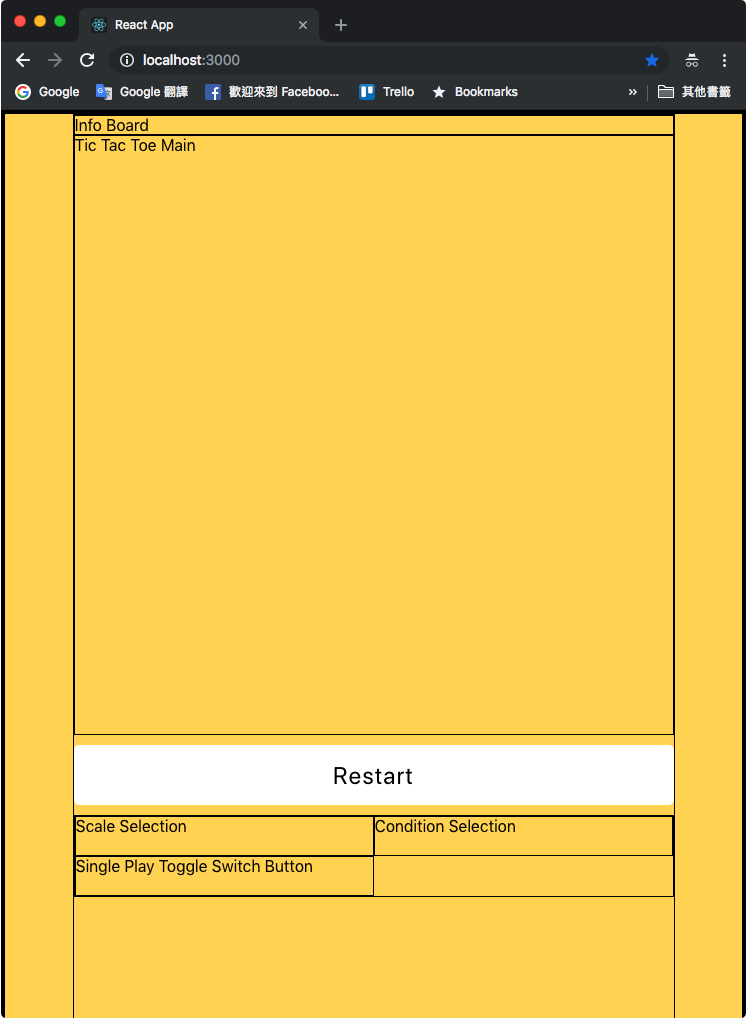 React App
localhost:3000
Google
Google 翻譯
歡迎來到 Faceboo...
Trello
Bookmarks
»
其他書籤
Info Board
Tic Tac Toe Main
Restart
Scale Selection
Condition Selection
Single Play Toggle Switch Button